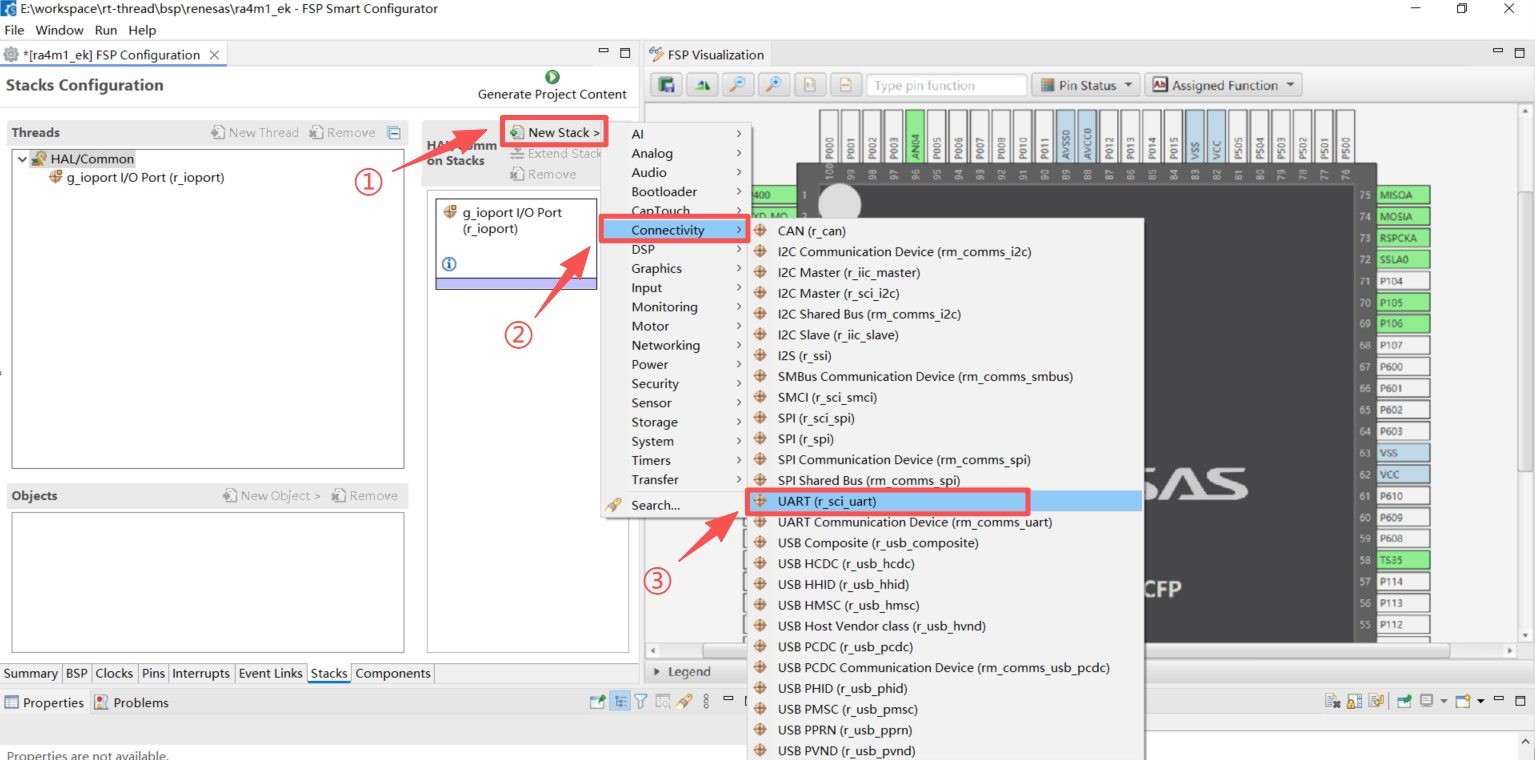 E:\workspace\rt-thread\bsp\renesas\ra4m1_ek - FSP Smart Configurator
File Window Run Help
*[ra4m1_ek] FSP Configuration
Stacks Configuration
Generate Project Content
Threads
New Thread
Remove
HAL/Common
g_ioport I/O Port (r_ioport)
Objects
New Object >
Remove
HAL/Comm
on Stacks
New Stack >
Extend Stack
Remove
g_ioport I/O Port
(r_ioport)
①
②
③
AI
Analog
Audio
Bootloader
CapTouch
Connectivity
DSP
Graphics
Input
Monitoring
Motor
Networking
Power
Security
Sensor
Storage
System
Timers
Transfer
Search...
CAN (r_can)
I2C Communication Device (rm_comms_i2c)
I2C Master (r_iic_master)
I2C Master (r_sci_i2c)
I2C Shared Bus (rm_comms_i2c)
I2C Slave (r_iic_slave)
I2S (r_ssi)
SMBus Communication Device (rm_comms_smbus)
SMCI (r_sci_smci)
SPI (r_sci_spi)
SPI (r_spi)
SPI Communication Device (rm_comms_spi)
SPI Shared Bus (rm_comms_spi)
UART (r_sci_uart)
UART Communication Device (rm_comms_uart)
USB Composite (r_usb_composite)
USB HCDC (r_usb_hcdc)
USB HHID (r_usb_hhid)
USB HMSC (r_usb_hmsc)
USB Host Vendor class (r_usb_hvnd)
USB PCDC (r_usb_pcdc)
USB PCDC Communication Device (rm_comms_usb_pcdc)
USB PHID (r_usb_phid)
USB PMSC (r_usb_pmsc)
USB PPRN (r_usb_pprn)
USB PVND (r_usb_pvnd)
FSP Visualization
Type pin function
Pin Status
Assigned Function
P000 P001 P002 P003 AN04 P005 P006 P007 P008 P010 P011 AVSS0 AVCC0 P012 P013 P014 P015 VSS VCC P505 P504 P503 P502 P501 P500
100 99 98 97 96 95 94 93 92 91 90 89 88 87 86 85 84 83 82 81 80 79 78 77 76
400 1
75 MISOA
74 MOSIA
73 RSPCKA
72 SSLA0
71 P104
70 P105
69 P106
68 P107
67 P600
66 P601
65 P602
64 P603
63 VSS
62 VCC
61 P610
60 P609
59 P608
58 TS35
57 P114
56 P113
55 P112
SAS
CFP
Legend
Summary BSP Clocks Pins Interrupts Event Links Stacks Components
Properties Problems
Properties are not available.